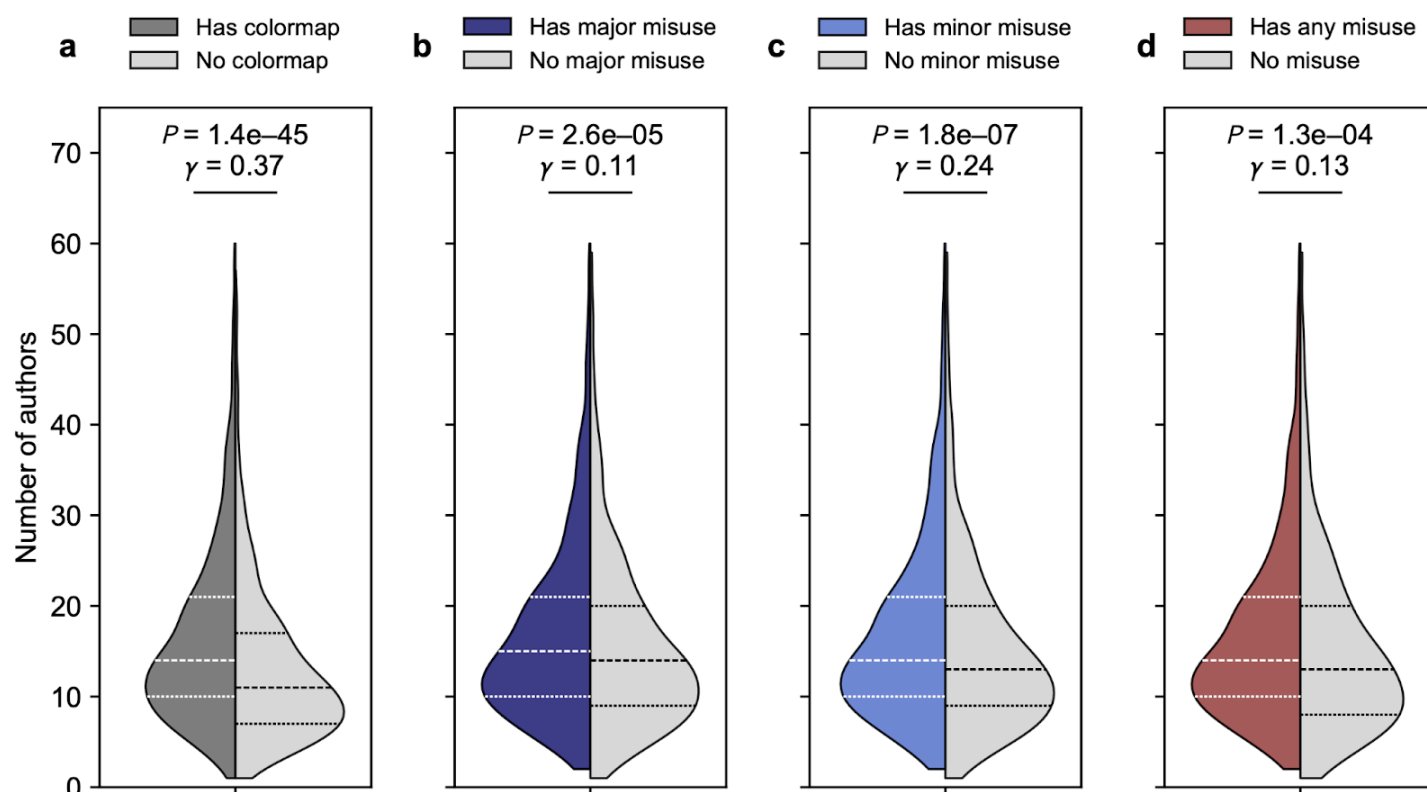 a
Has colormap
No colormap
b
Has major misuse
No major misuse
c
Has minor misuse
No minor misuse
d
Has any misuse
No misuse
Number of authors
70
60
50
40
30
20
10
0
P = 1.4e–45
γ = 0.37
P = 2.6e–05
γ = 0.11
P = 1.8e–07
γ = 0.24
P = 1.3e–04
γ = 0.13